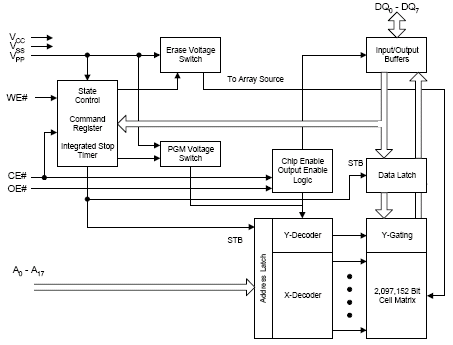 DQ0 - DQ7
VCC
VSS
VPP
Erase Voltage
Switch
Input/Output
Buffers
To Array Source
WE#
State
Control
Command
Register
Integrated Stop
Timer
PGM Voltage
Switch
Chip Enable
Output Enable
Logic
STB
Data Latch
CE#
OE#
STB
Address Latch
Y-Decoder
Y-Gating
A0 - A17
X-Decoder
2,097,152 Bit
Cell Matrix